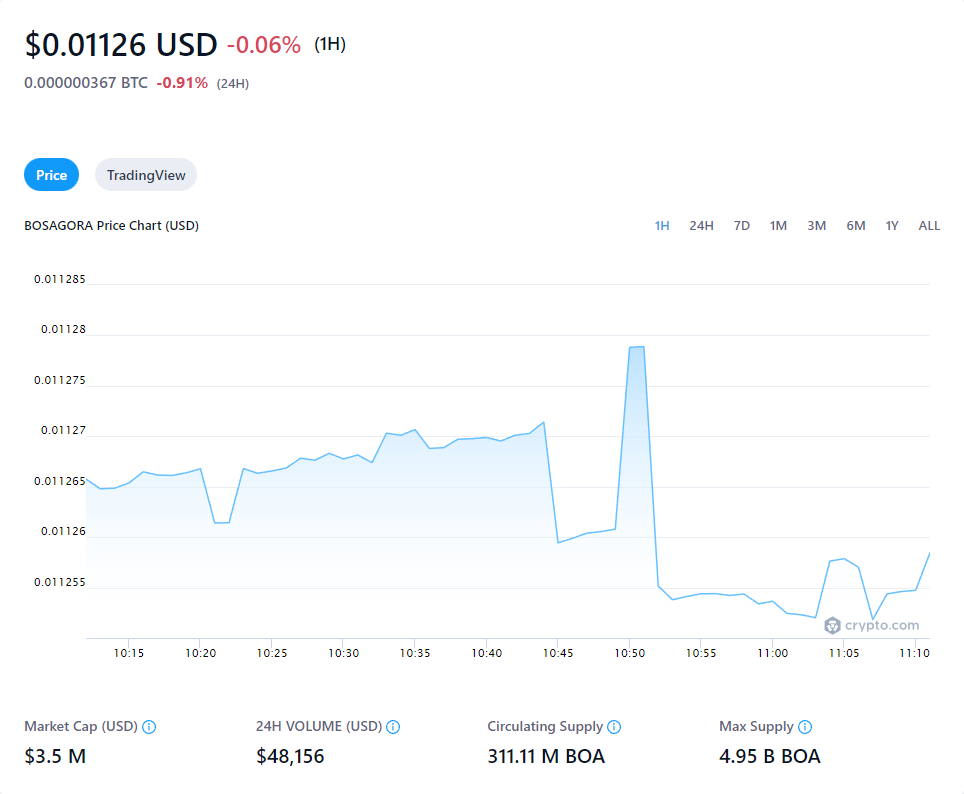 $0.01126 USD -0.06% (1H)
0.000000367 BTC -0.91% (24H)
Price TradingView
BOSAGORA Price Chart (USD) 1H 24H 7D 1M 3M 6M 1Y ALL
0.011285
0.01128
0.011275
0.01127
0.011265
0.01126
0.011255
crypto.com
10:15 10:20 10:25 10:30 10:35 10:40 10:45 10:50 10:55 11:00 11:05 11:10
Market Cap (USD) 24H VOLUME (USD) Circulating Supply Max Supply
$3.5 M $48,156 311.11 M BOA 4.95 B BOA